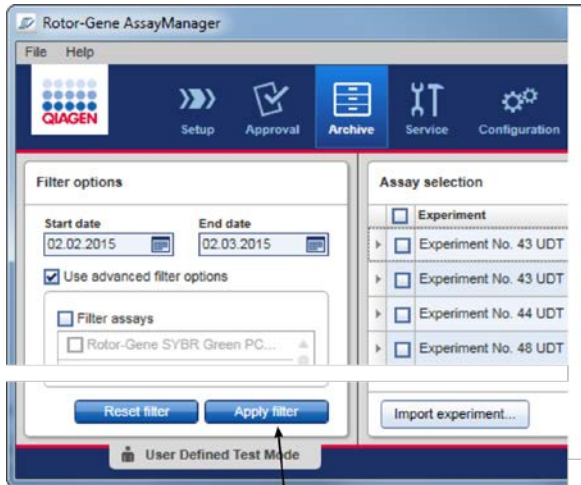 Rotor-Gene AssayManager
File Help
QIAGEN
Setup Approval Archive Service Configuration
Filter options
Start date End date
02.02.2015 02.03.2015
Use advanced filter options
Filter assays
Rotor-Gene SYBR Green PC...
Reset filter Apply filter
Assay selection
Experiment
Experiment No. 43 UDT
Experiment No. 43 UDT
Experiment No. 44 UDT
Experiment No. 48 UDT
Import experiment...
User Defined Test Mode